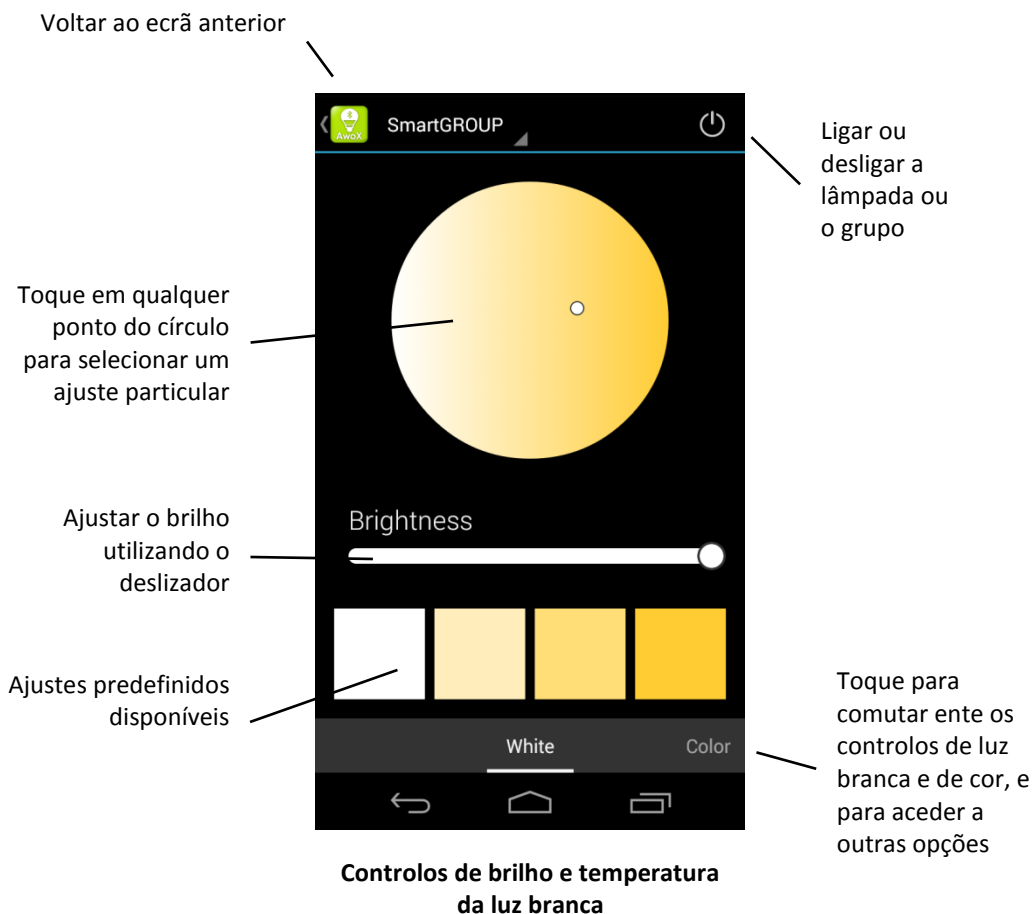 Voltar ao ecrã anterior
AwoX
SmartGROUP
Ligar ou
desligar a
lâmpada ou
o grupo
Toque em qualquer
ponto do círculo
para selecionar um
ajuste particular
Ajustar o brilho
utilizando o
deslizador
Brightness
Ajustes predefinidos
disponíveis
White
Color
Toque para
comutar ente os
controlos de luz
branca e de cor, e
para aceder a
outras opções
Controlos de brilho e temperatura
da luz branca